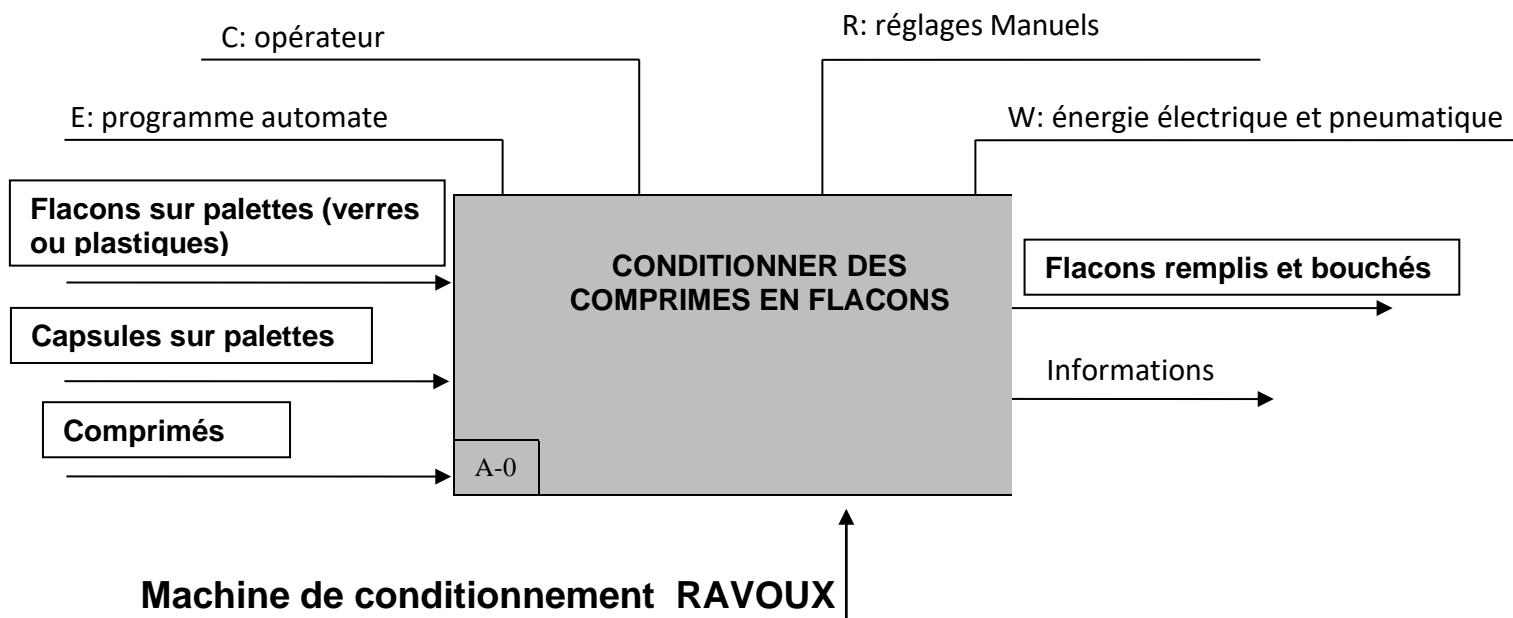 C: opérateur
R: réglages Manuels
E: programme automate
W: énergie électrique et pneumatique
Flacons sur palettes (verres
ou plastiques)
CONDITIONNER DES
COMPRIMES EN FLACONS
Flacons remplis et bouchés
Capsules sur palettes
Informations
Comprimés
A-0
Machine de conditionnement RAVOUX